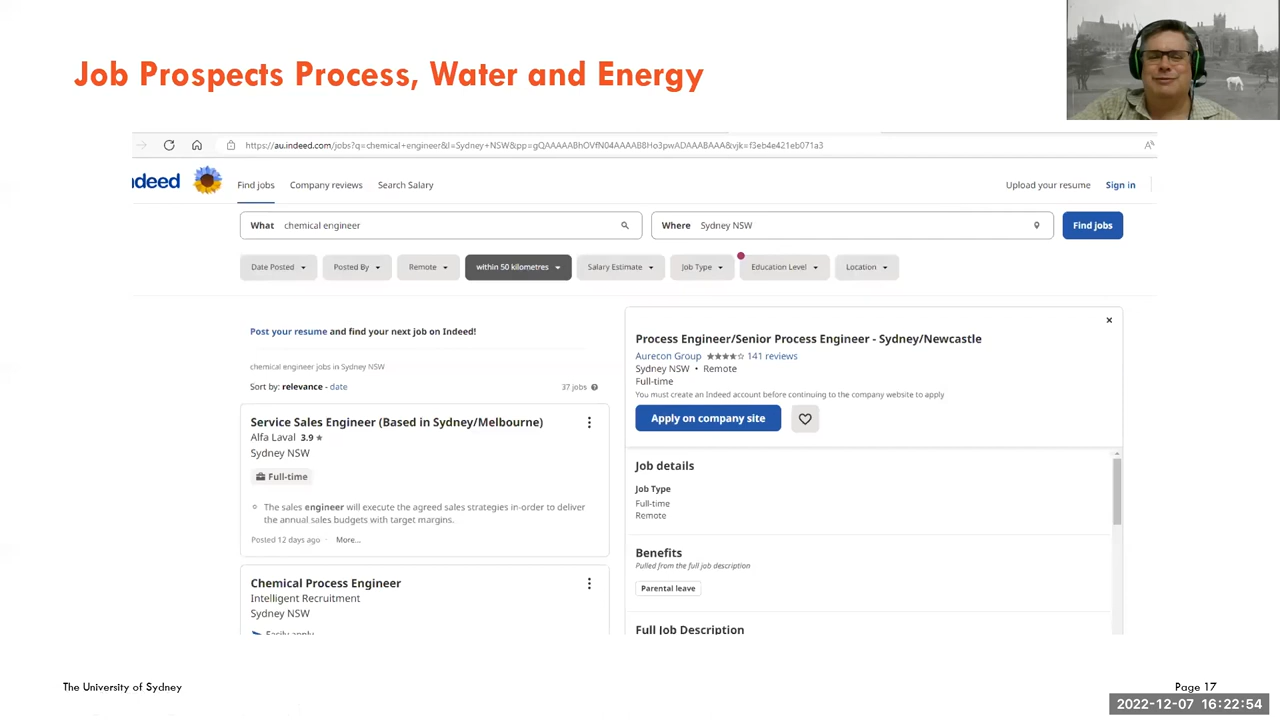 Job Prospects Process, Water and Energy
https://au.indeed.com/jobs?q=chemical+engineer&l=Sydney+NSW&pp=gQAAAABhOVfN04AAAAB8Ho3pwADAAABAAA&vjk=f3eb4e421eb071a3
ndeed
Find jobs Company reviews Search Salary
Upload your resume Sign in
What chemical engineer
Where Sydney NSW
Find jobs
Date Posted Posted By Remote within 50 kilometres Salary Estimate Job Type Education Level Location
Post your resume and find your next job on Indeed!
chemical engineer jobs in Sydney NSW
Sort by: relevance - date 37 jobs
Service Sales Engineer (Based in Sydney/Melbourne)
Alfa Laval 3.9 ★
Sydney NSW
Full-time
The sales engineer will execute the agreed sales strategies in-order to deliver
the annual sales budgets with target margins.
Posted 12 days ago · More...
Chemical Process Engineer
Intelligent Recruitment
Sydney NSW
Easily apply
Process Engineer/Senior Process Engineer - Sydney/Newcastle
Aurecon Group 141 reviews
Sydney NSW • Remote
Full-time
You must create an Indeed account before continuing to the company website to apply
Apply on company site
Job details
Job Type
Full-time
Remote
Benefits
Pulled from the full job description
Parental leave
Full Job Description
The University of Sydney
Page 17
2022-12-07 16:22:54